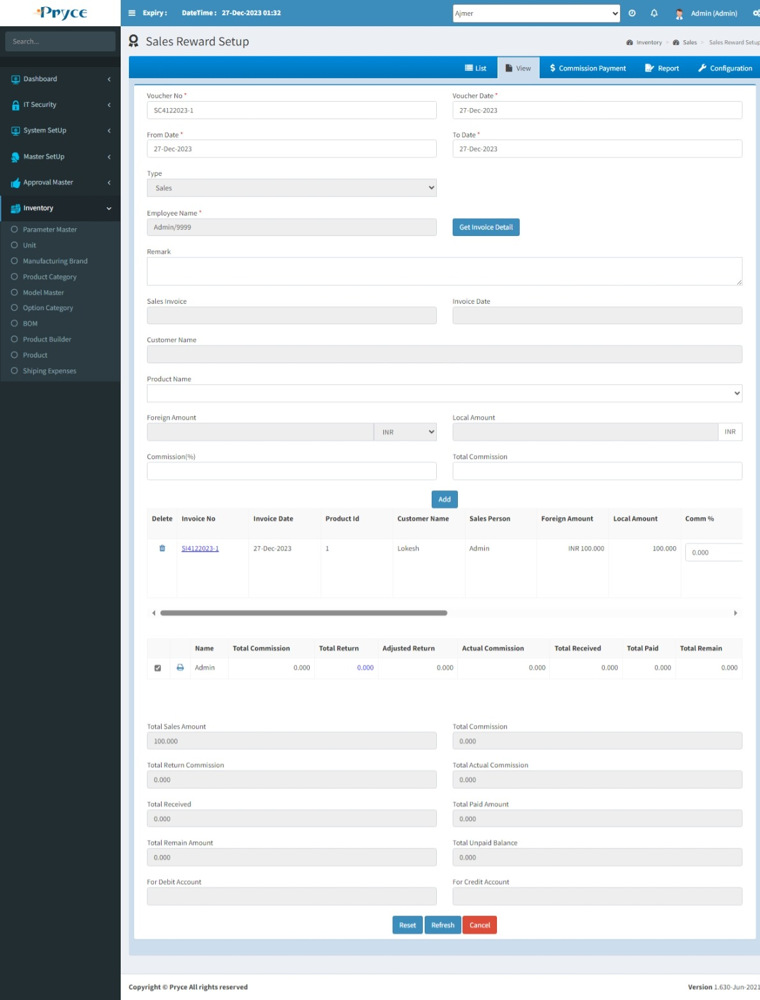 Pryce
Expiry :
DateTime : 27-Dec-2023 01:32
Ajmer
Admin (Admin)
Search...
Dashboard
IT Security
System SetUp
Master SetUp
Approval Master
Inventory
Parameter Master
Unit
Manufacturing Brand
Product Category
Model Master
Option Category
BOM
Product Builder
Product
Shiping Expenses
Sales Reward Setup
Inventory > Sales > Sales Reward Setup
List View Commission Payment Report Configuration
Voucher No * Voucher Date *
SC4122023-1 27-Dec-2023
From Date * To Date *
27-Dec-2023 27-Dec-2023
Type
Sales
Employee Name *
Admin/9999 Get Invoice Detail
Remark
Sales Invoice Invoice Date
Customer Name
Product Name
Foreign Amount Local Amount
INR INR
Commission(%) Total Commission
Add
Delete Invoice No Invoice Date Product Id Customer Name Sales Person Foreign Amount Local Amount Comm %
SI4122023-1 27-Dec-2023 1 Lokesh Admin INR 100.000 100.000 0.000
Name Total Commission Total Return Adjusted Return Actual Commission Total Received Total Paid Total Remain
Admin 0.000 0.000 0.000 0.000 0.000 0.000 0.000
Total Sales Amount Total Commission
100.000 0.000
Total Return Commission Total Actual Commission
0.000 0.000
Total Received Total Paid Amount
0.000 0.000
Total Remain Amount Total Unpaid Balance
0.000 0.000
For Debit Account For Credit Account
Reset Refresh Cancel
Copyright © Pryce All rights reserved Version 1.630-Jun-2021